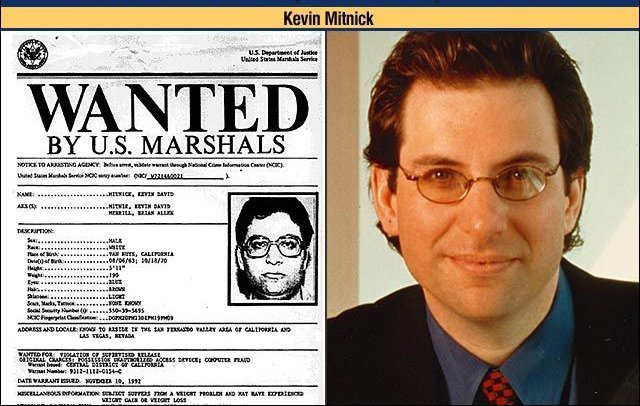 Kevin Mitnick
U.S. Department of Justice
United States Marshals Service
WANTED
BY U.S. MARSHALS
NOTICE TO ARRESTING AGENCY: Before arrest, validate warrant through National Crime Information Center (NCIC).
United States Marshals Service NCIC entry number: (NIC/ W721460021 ).
NAME: MITNICK, KEVIN DAVID
AKS(S): MITNIK, KEVIN DAVID
MERRILL, BRIAN ALLEN
DESCRIPTION:
Sex: MALE
Race: WHITE
Place of Birth: VAN NUYS, CALIFORNIA
Date(s) of Birth: 08/06/63; 10/18/70
Height: 5'11"
Weight: 190
Eyes: BLUE
Hair: BROWN
Skintone: LIGHT
Scars, Marks, Tattoos: NONE KNOWN
Social Security Number (s): 550-39-5695
NCIC Fingerprint Classification:
ADDRESS AND LOCALE: KNOWN TO RESIDE IN THE SAN FERNANDO VALLEY AREA OF CALIFORNIA AND
LAS VEGAS, NEVADA
WANTED FOR: VIOLATION OF SUPERVISED RELEASE
ORIGINAL CHARGES: POSSESSION UNAUTHORIZED ACCESS DEVICE; COMPUTER FRAUD
Warrant Issued: CENTRAL DISTRICT OF CALIFORNIA
Warrant Number: 9312-1112-0154-C
DATE WARRANT ISSUED: NOVEMBER 10, 1992
MISCELLANEOUS INFORMATION: SUBJECT SUFFERS FROM A WEIGHT PROBLEM AND MAY HAVE EXPERIENCED
WEIGHT GAIN OR WEIGHT LOSS